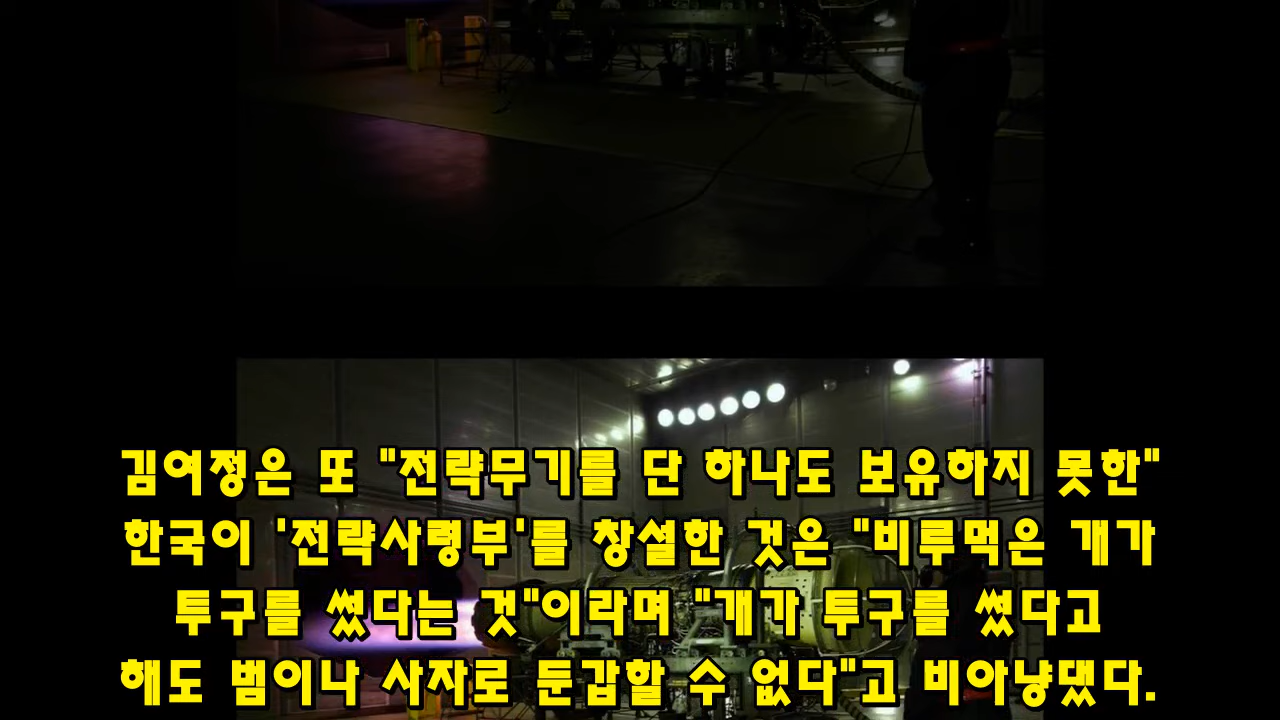 김여정은 또 "전략무기를 단 하나도 보유하지 못한"
한국이 '전략사령부'를 창설한 것은 "비루먹은 개가
투구를 썼다는 것"이라며 "개가 투구를 썼다고
해도 범이나 사자로 둔갑할 수 없다"고 비아냥댔다.